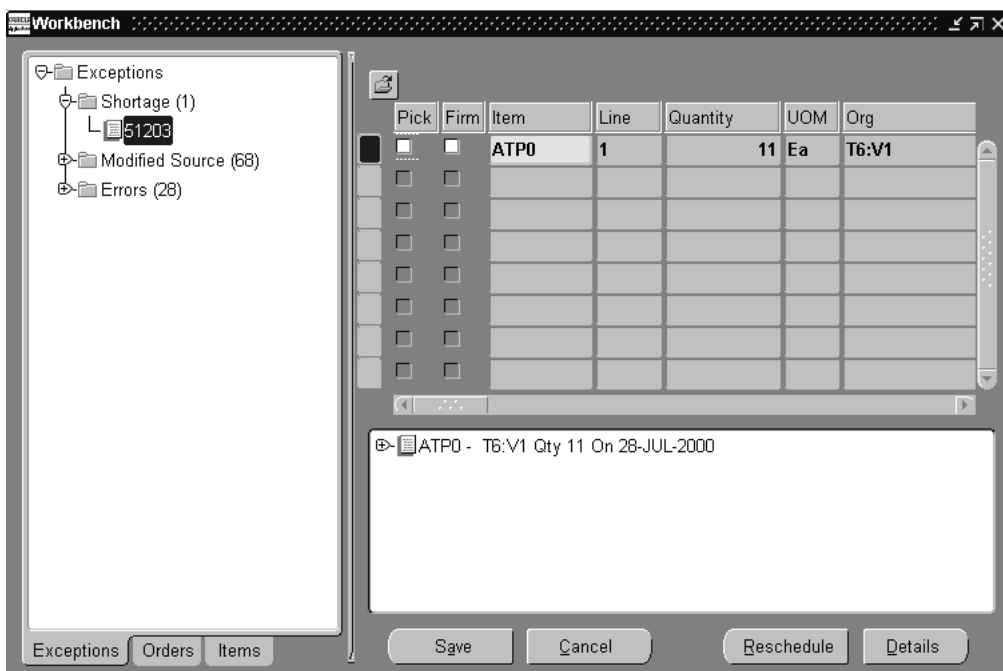 Workbench
Exceptions
Shortage (1)
51203
Modified Source (68)
Errors (28)
Pick Firm Item Line Quantity UOM Org
ATP0 1 11 Ea T6:V1
ATP0 - T6:V1 Qty 11 On 28-JUL-2000
Exceptions Orders Items
Save Cancel Reschedule Details